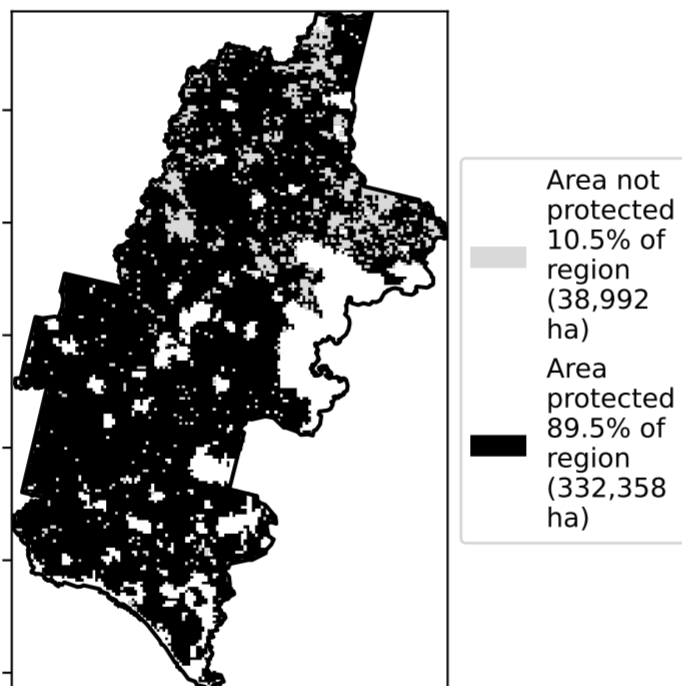 Area not
protected
10.5% of
region
(38,992
ha)
Area
protected
89.5% of
region
(332,358
ha)